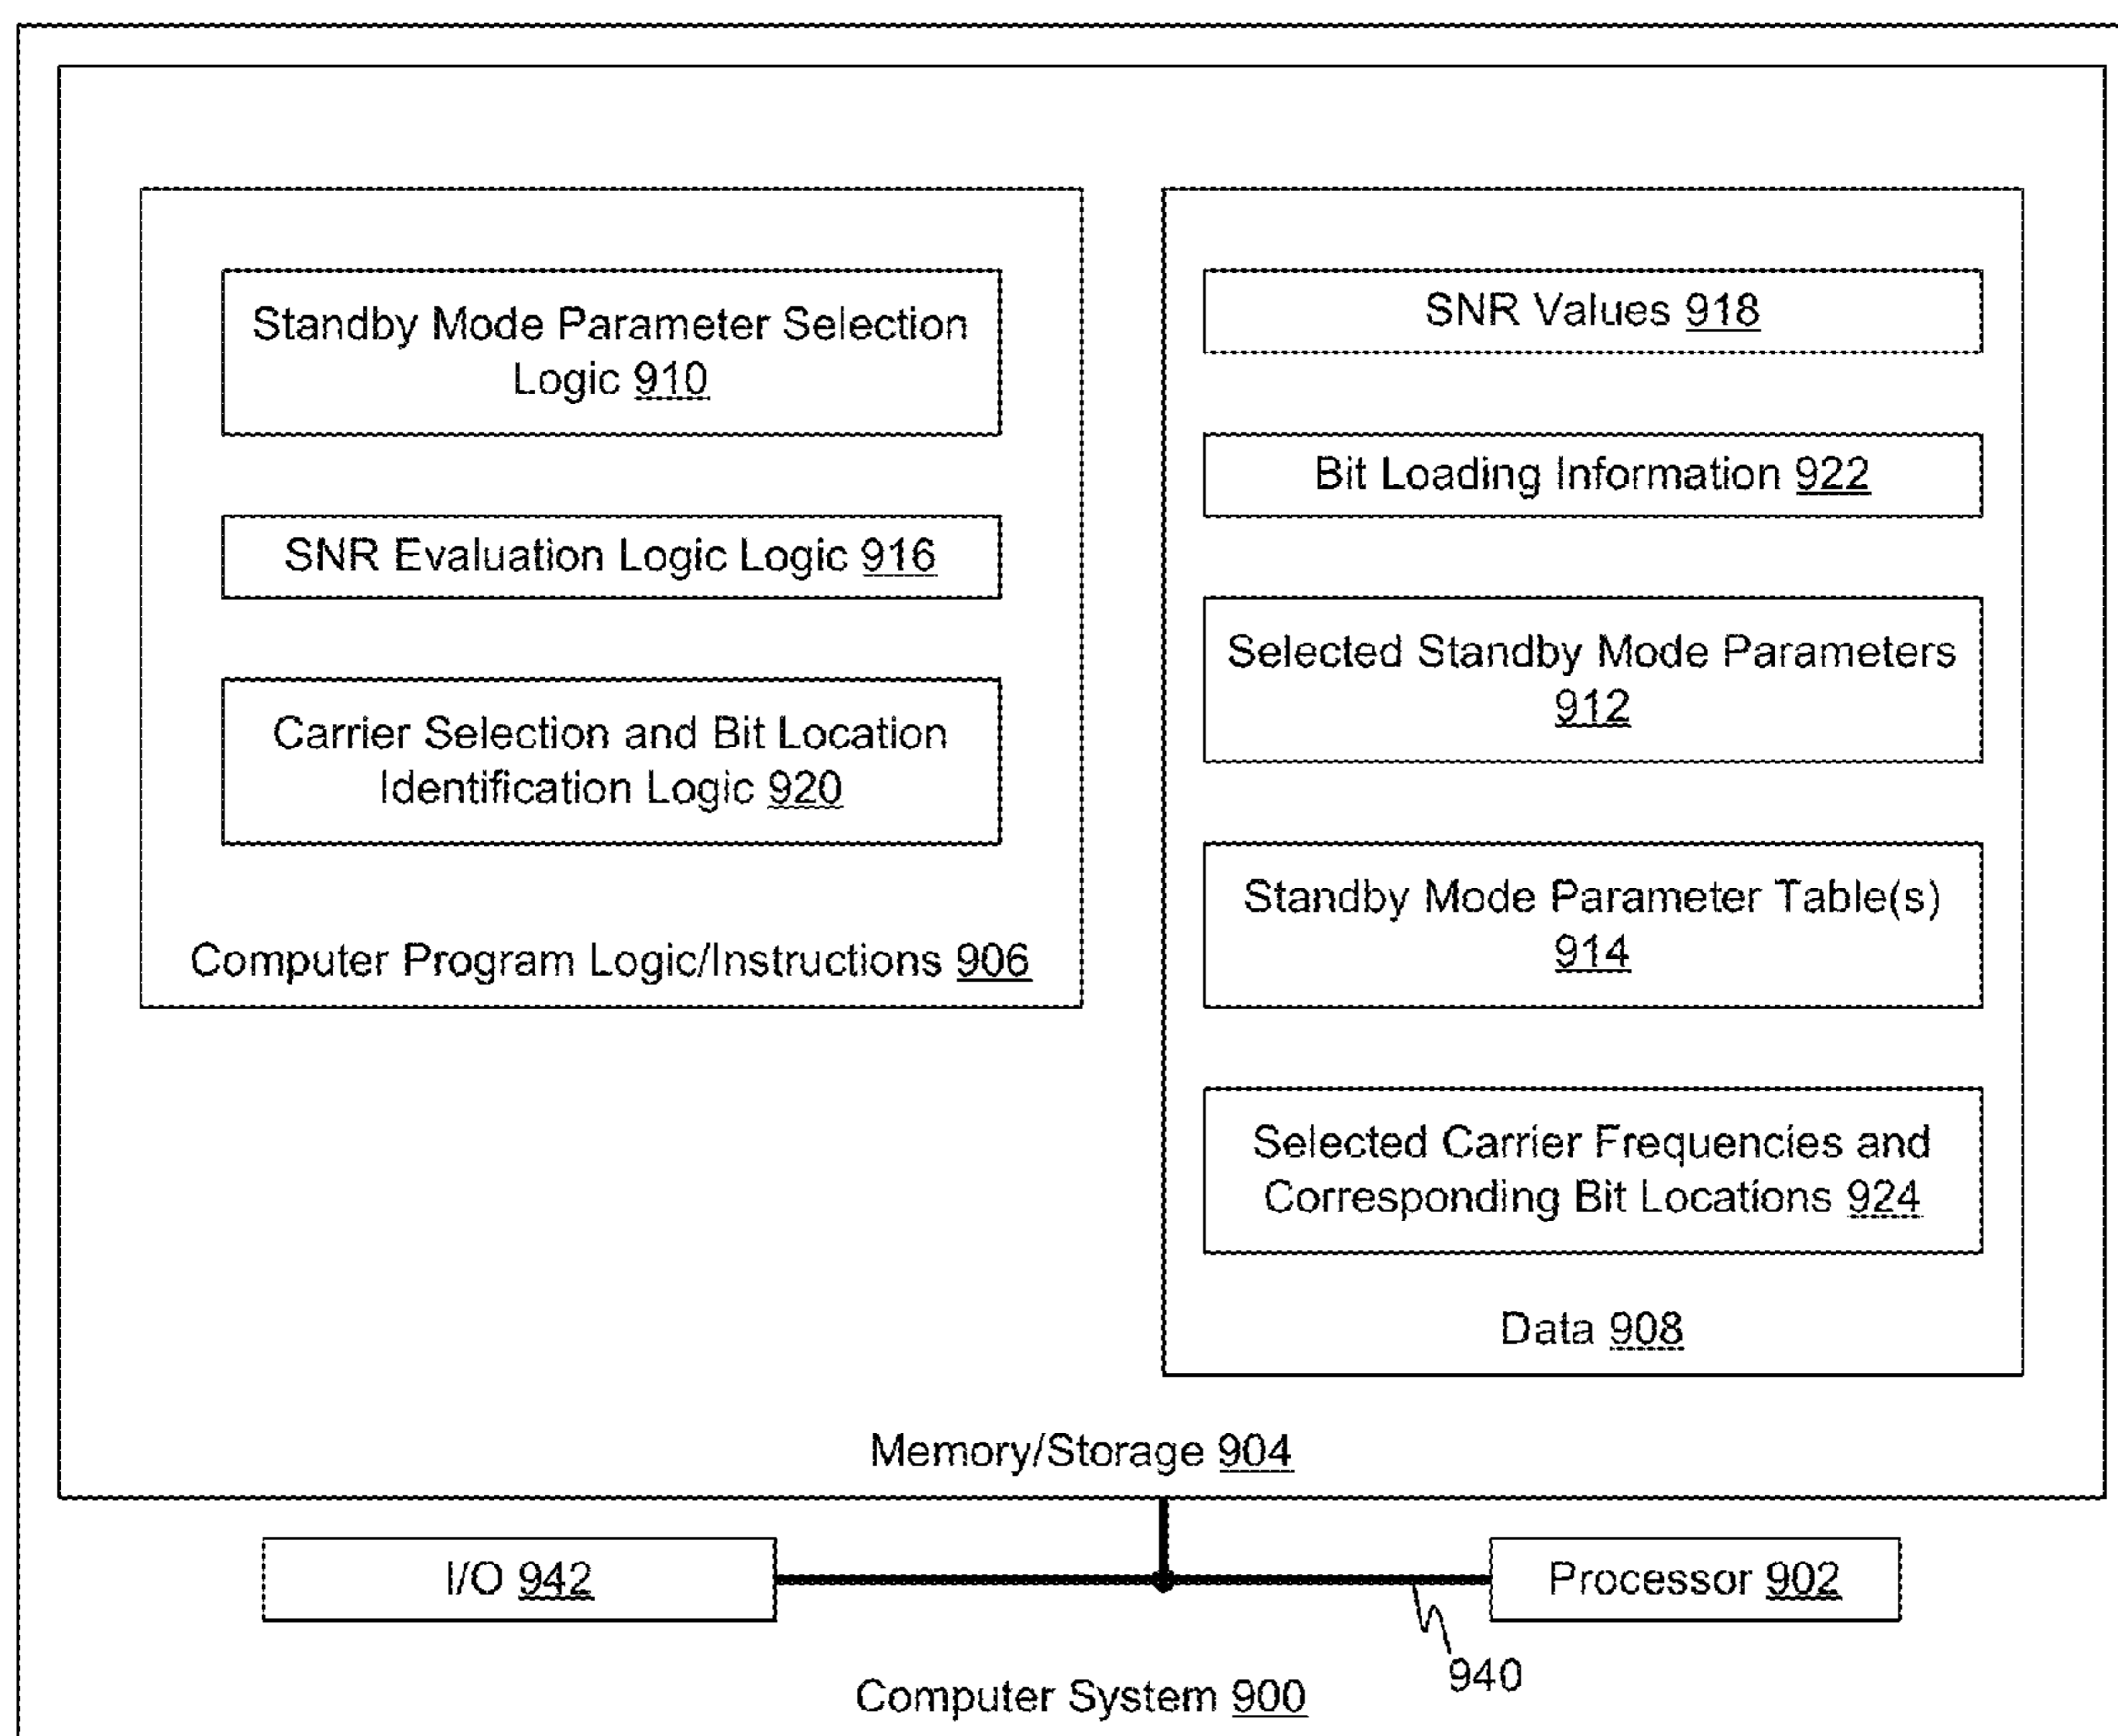 Standby Mode Parameter Selection
Logic 910
SNR Evaluation Logic Logic 916
Carrier Selection and Bit Location
Identification Logic 920
Computer Program Logic/Instructions 906
SNR Values 918
Bit Loading Information 922
Selected Standby Mode Parameters
912
Standby Mode Parameter Table(s)
914
Selected Carrier Frequencies and
Corresponding Bit Locations 924
Data 908
Memory/Storage 904
I/O 942
Processor 902
940
Computer System 900